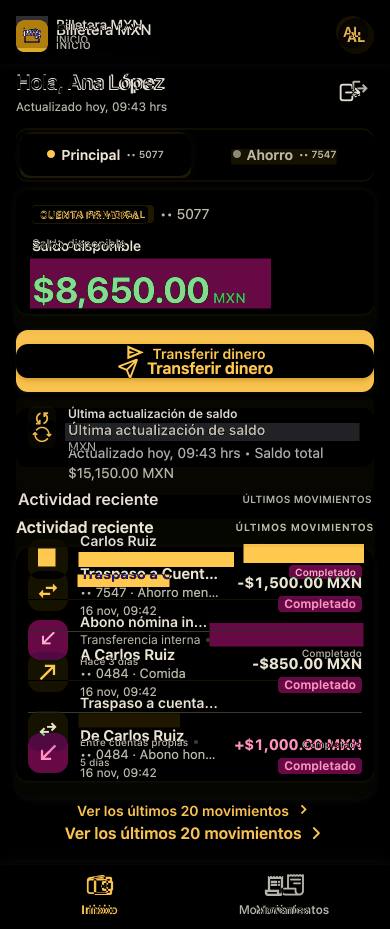 Billetera MXN
INICIO
AL
Hola, Ana López
Actualizado hoy, 09:43 hrs
Principal •• 5077
Ahorro •• 7547
CUENTA PRINCIPAL •• 5077
Saldo disponible
$8,650.00 MXN
Transferir dinero
Transferir dinero
Última actualización de saldo
Última actualización de saldo
MXN
Actualizado hoy, 09:43 hrs • Saldo total
$15,150.00 MXN
Actividad reciente ÚLTIMOS MOVIMIENTOS
Actividad reciente ÚLTIMOS MOVIMIENTOS
Carlos Ruiz
Completado
Traspaso a Cuent...
-$1,500.00 MXN
•• 7547 · Ahorro men...
Completado
16 nov, 09:42
Abono nómina in...
Transferencia interna
Completado
A Carlos Ruiz
Hace 3 días
-$850.00 MXN
•• 0484 · Comida
Completado
16 nov, 09:42
Traspaso a cuenta...
De Carlos Ruiz
Entre cuentas propias
+$1,000.00 MXN
•• 0484 · Abono hon...
5 días
Completado
16 nov, 09:42
Ver los últimos 20 movimientos
Ver los últimos 20 movimientos
Inicio
Movimientos